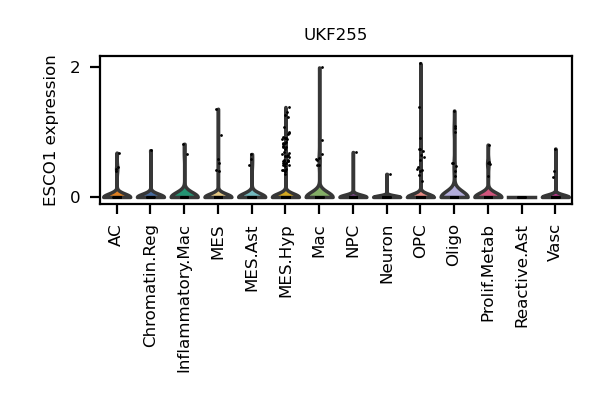 UKF255
ESCO1 expression
2
0
AC
Chromatin.Reg
Inflammatory.Mac
MES
MES.Ast
MES.Hyp
Mac
NPC
Neuron
OPC
Oligo
Prolif.Metab
Reactive.Ast
Vasc